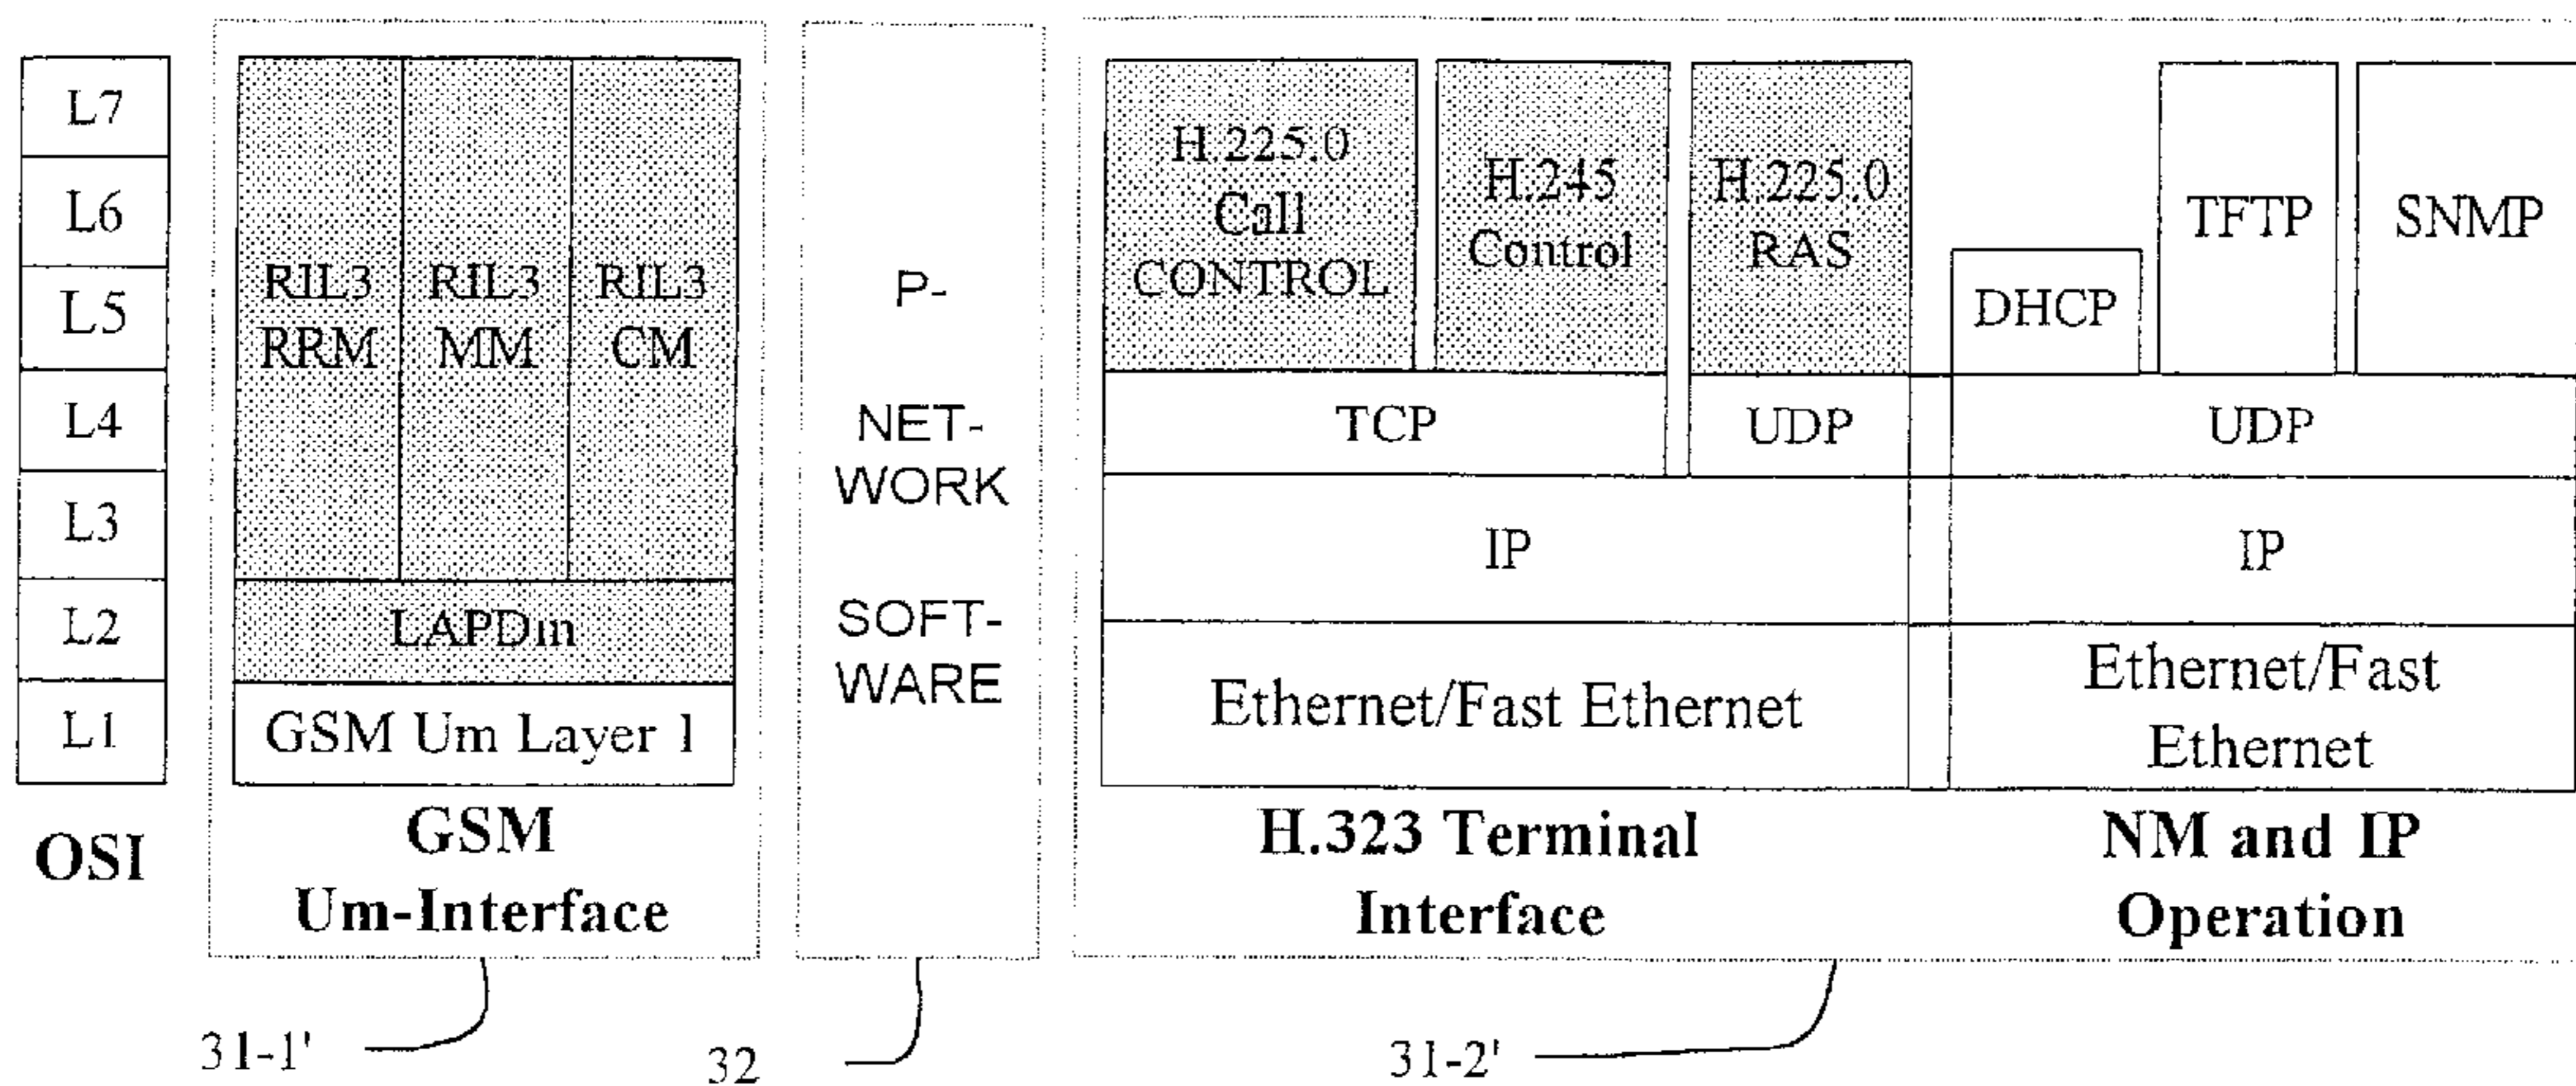 L7
L6
L5
L4
L3
L2
L1
OSI
RIL3
RRM
RIL3
MM
RIL3
CM
LAPDm
GSM Um Layer 1
GSM
Um-Interface
P-
NET-
WORK
SOFT-
WARE
H.225.0
Call
CONTROL
H.245
Control
H.225.0
RAS
TCP
UDP
IP
Ethernet/Fast Ethernet
H.323 Terminal
Interface
DHCP
TFTP
SNMP
UDP
IP
Ethernet/Fast
Ethernet
NM and IP
Operation
31-1'
32
31-2'